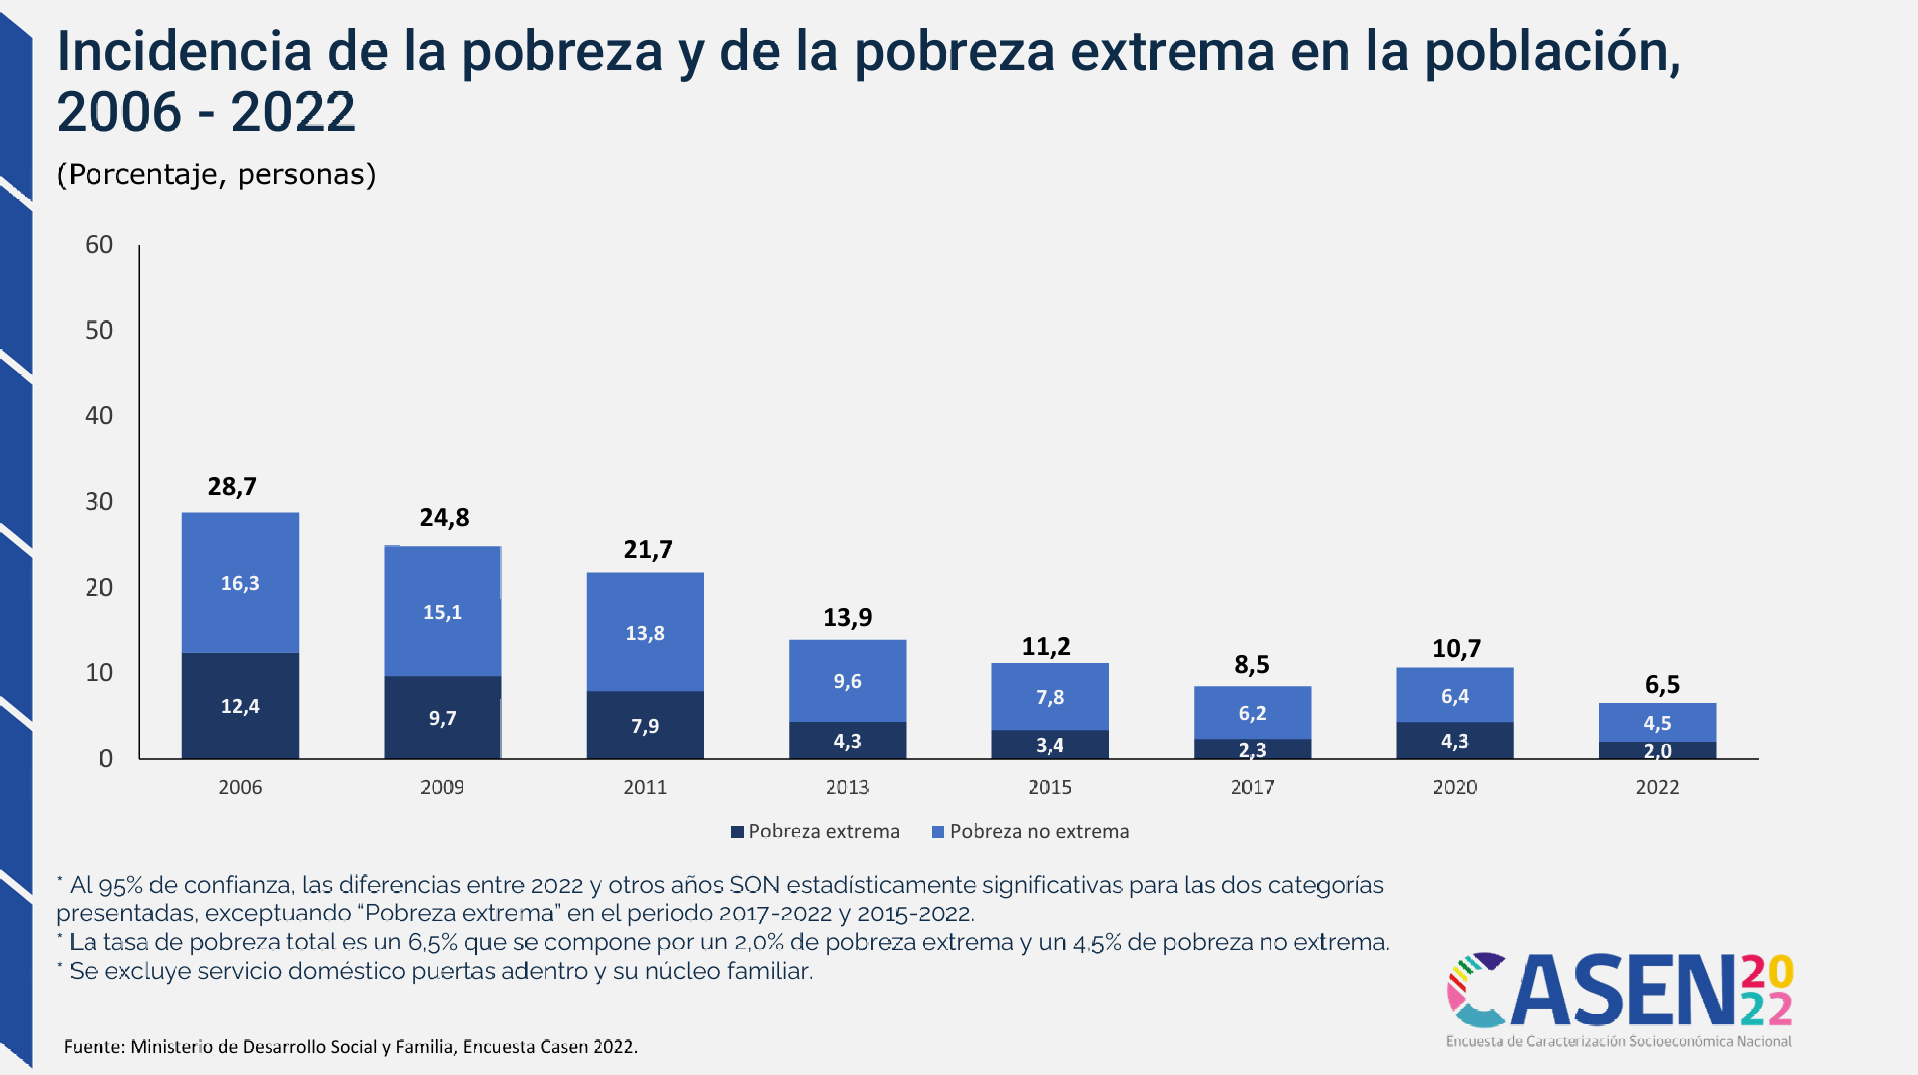 Incidencia de la pobreza y de la pobreza extrema en la población,
2006 - 2022
(Porcentaje, personas)
60
50
40
30
20
10
0
28,7
24,8
21,7
13,9
11,2
8,5
10,7
6,5
16,3
15,1
13,8
9,6
7,8
6,2
6,4
4,5
12,4
9,7
7,9
4,3
3,4
2,3
4,3
2,0
2006 2009 2011 2013 2015 2017 2020 2022
Pobreza extrema Pobreza no extrema
* Al 95% de confianza, las diferencias entre 2022 y otros años SON estadísticamente significativas para las dos categorías
presentadas, exceptuando “Pobreza extrema” en el periodo 2017-2022 y 2015-2022.
* La tasa de pobreza total es un 6,5% que se compone por un 2,0% de pobreza extrema y un 4,5% de pobreza no extrema.
* Se excluye servicio doméstico puertas adentro y su núcleo familiar.
CASEN 2022
Encuesta de Caracterización Socioeconómica Nacional
Fuente: Ministerio de Desarrollo Social y Familia, Encuesta Casen 2022.